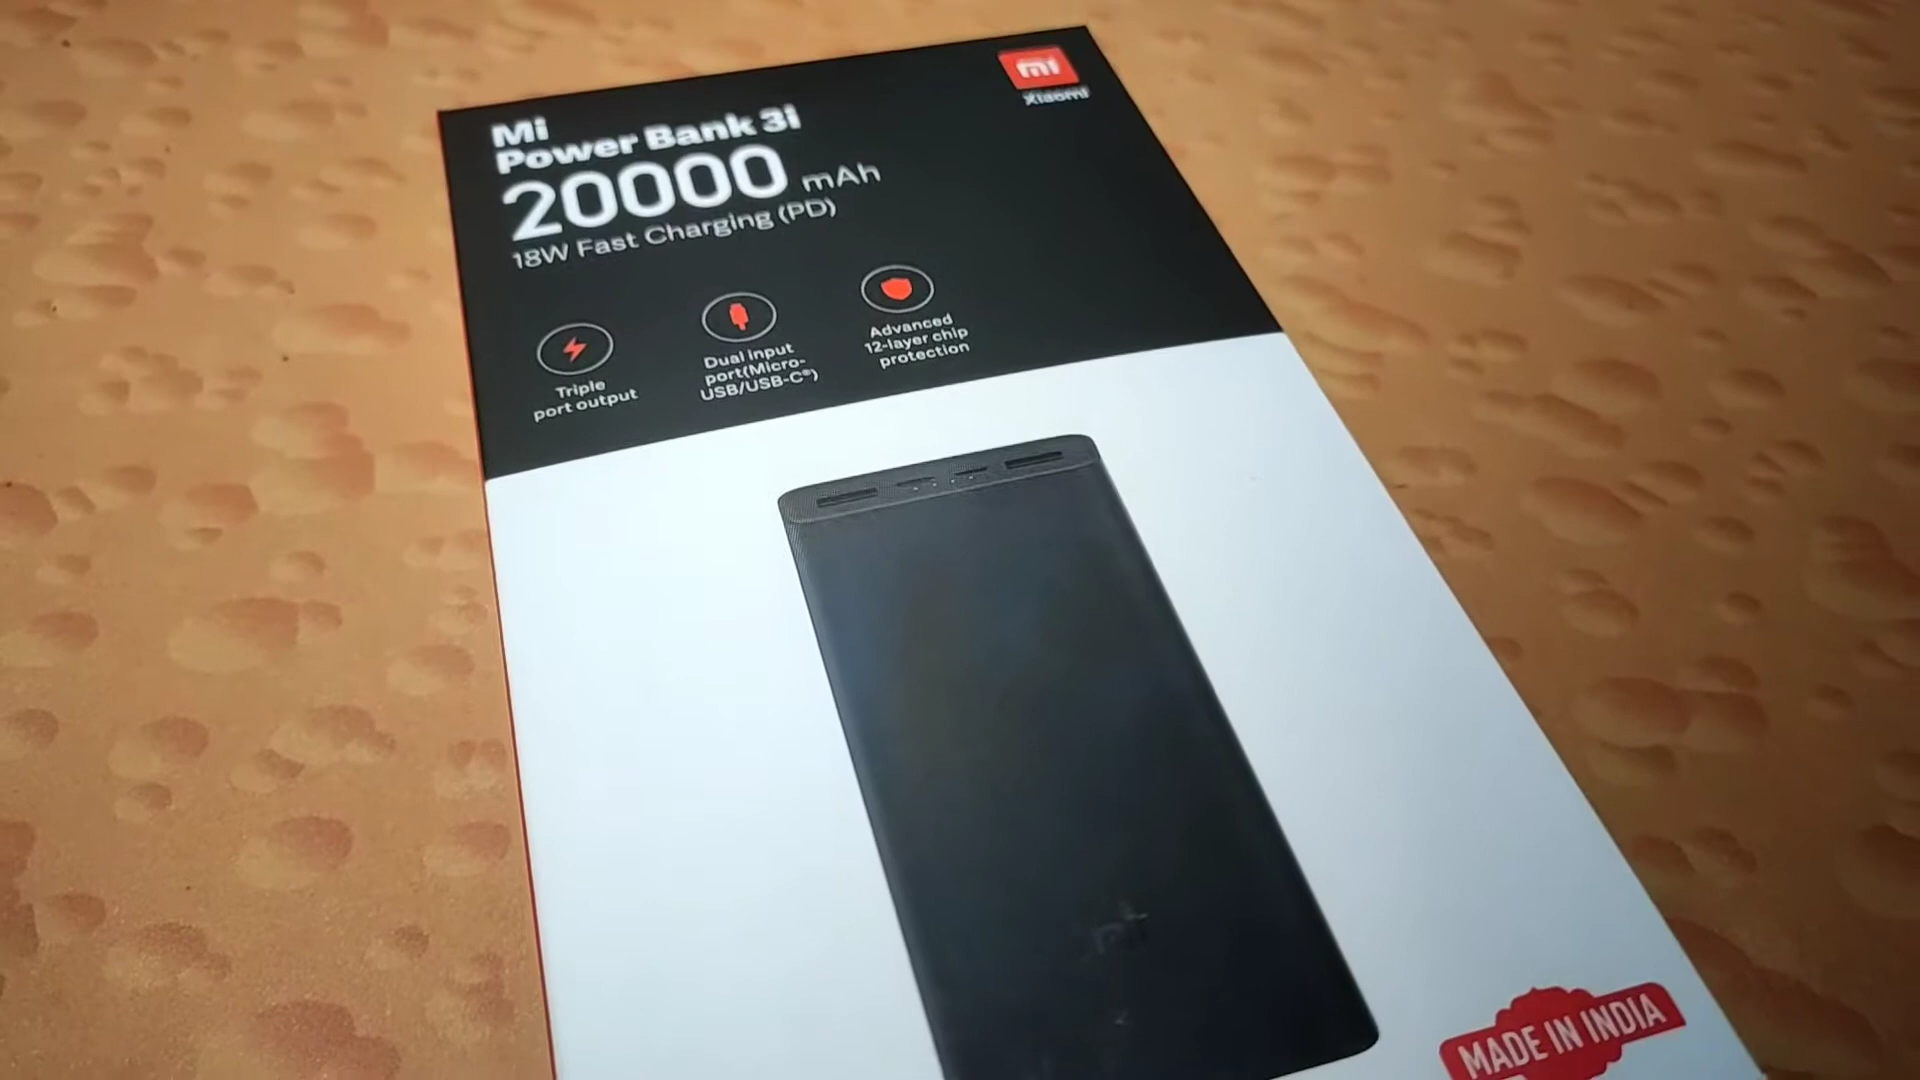 Mi
Power Bank 3i
20000 mAh
18W Fast Charging (PD)
mi
Xiaomi
Triple
port output
Dual input
port(Micro-
USB/USB-C®)
Advanced
12-layer chip
protection
mi
MADE IN INDIA